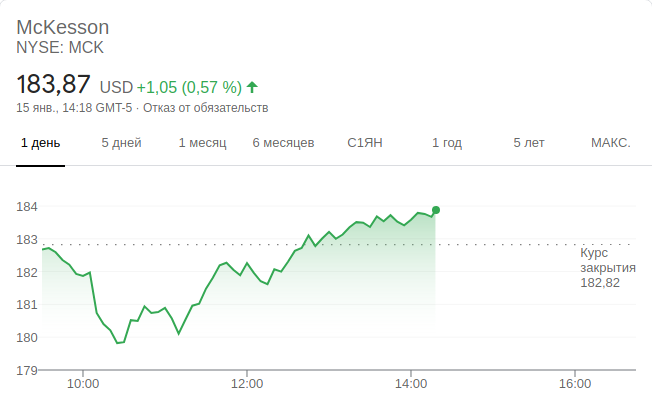 McKesson
NYSE: MCK
183,87 USD +1,05 (0,57 %)
15 янв., 14:18 GMT-5 · Отказ от обязательств
1 день 5 дней 1 месяц 6 месяцев С1ЯН 1 год 5 лет МАКС.
184
183
Курс
закрытия
182,82
182
181
180
179
10:00 12:00 14:00 16:00